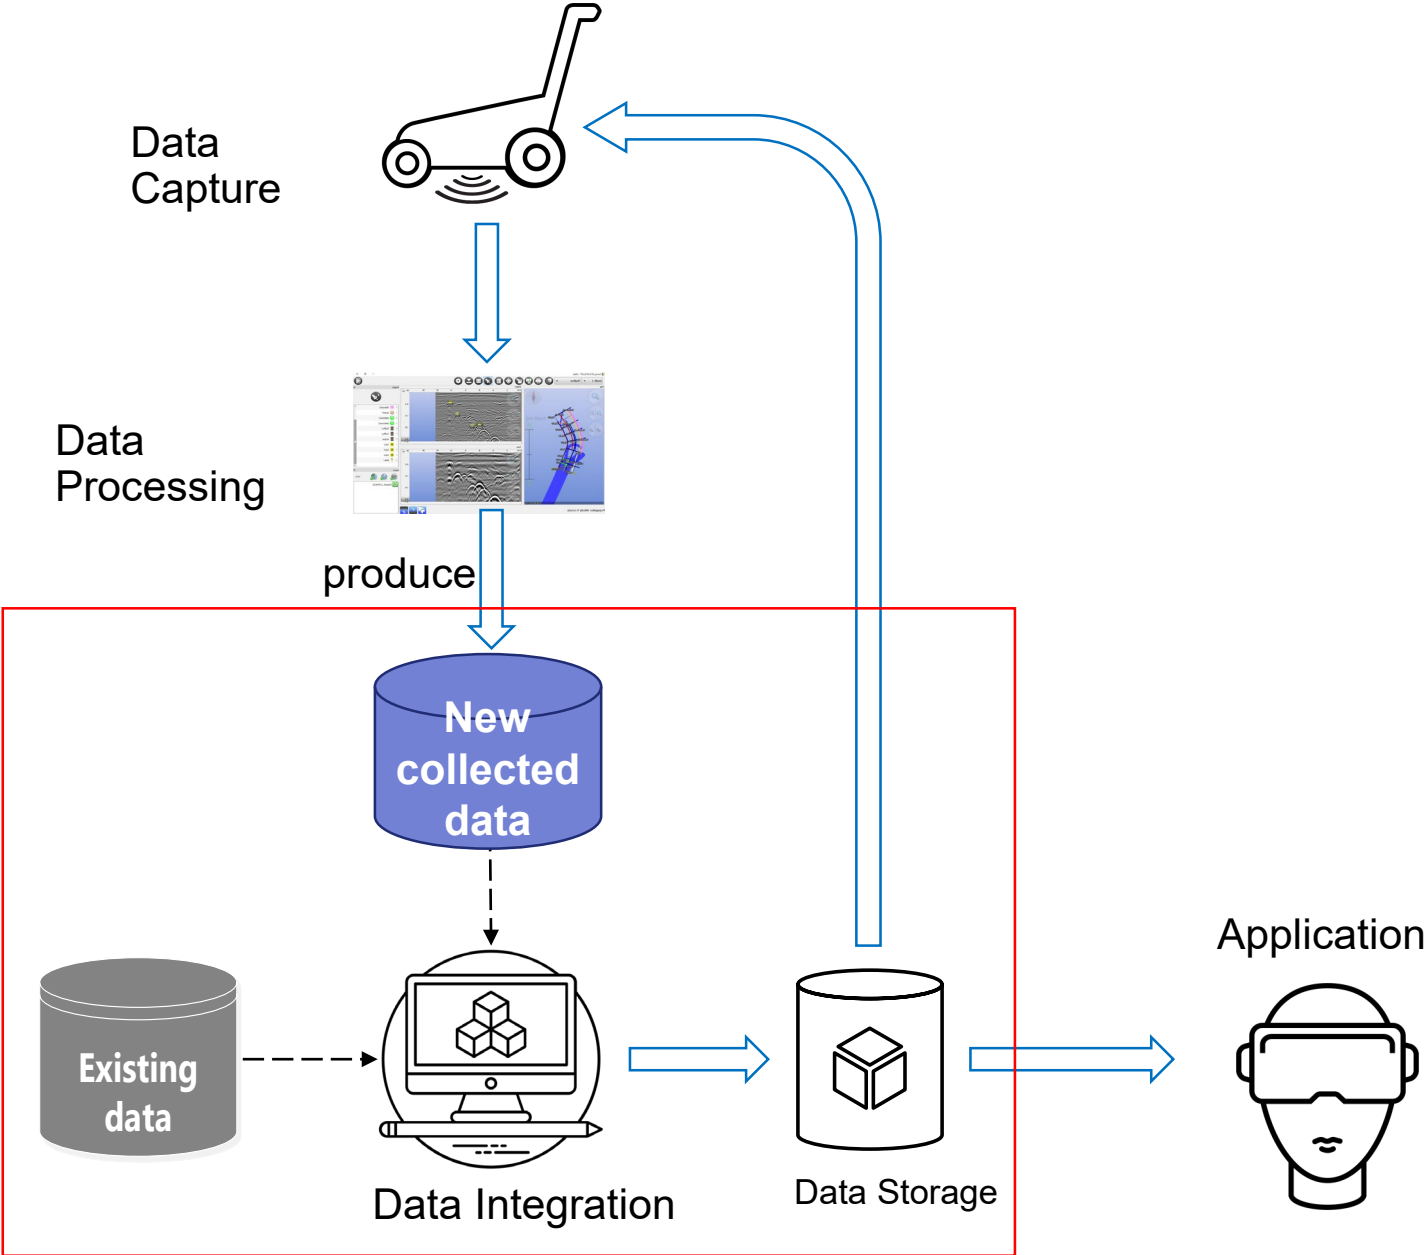 Data
Capture
Data
Processing
produce
New
collected
data
Existing
data
Data Integration
Data Storage
Application